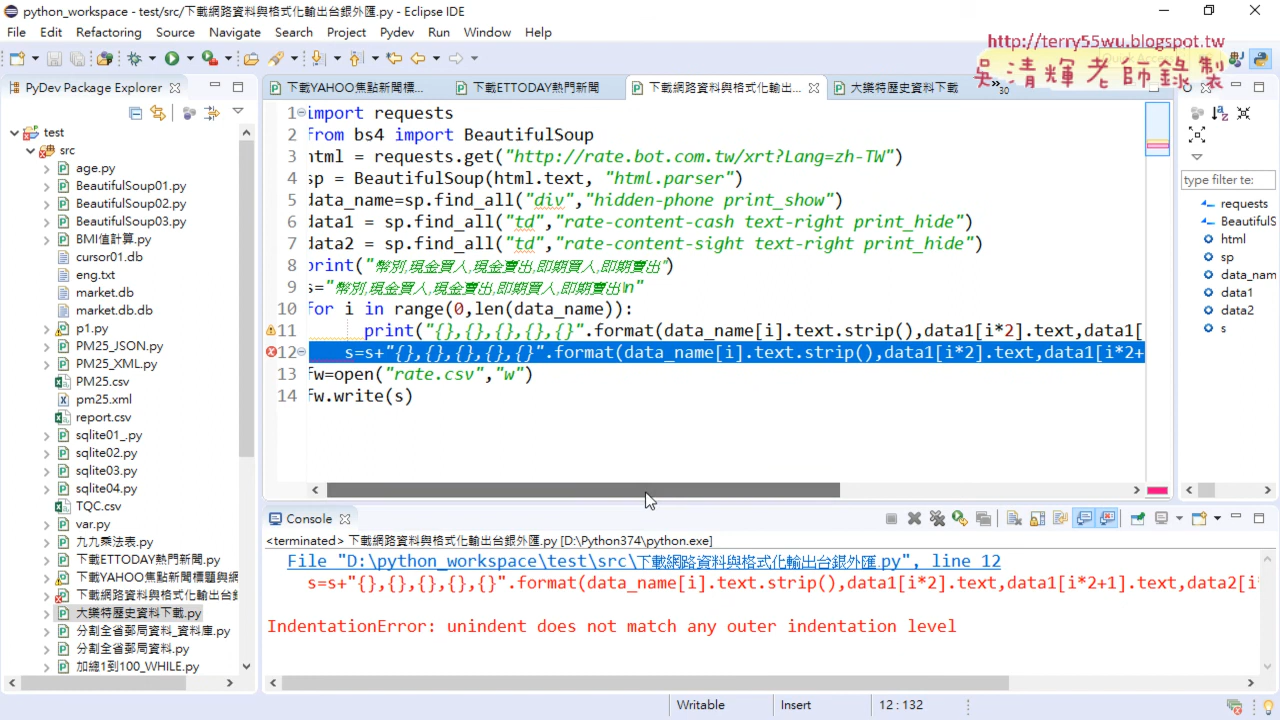 python_workspace - test/src/下載網路資料與格式化輸出台銀外匯.py - Eclipse IDE
File Edit Refactoring Source Navigate Search Project Pydev Run Window Help
http://terry55wu.blogspot.tw
吳清輝老師錄製
PyDev Package Explorer
下載YAHOO焦點新聞標...
下載ETTODAY熱門新聞
下載網路資料與格式化輸出...
大樂特歷史資料下載
30
test
src
age.py
BeautifulSoup01.py
BeautifulSoup02.py
BeautifulSoup03.py
BMI值計算.py
cursor01.db
eng.txt
market.db
market.db.db
p1.py
PM25_JSON.py
PM25_XML.py
PM25.csv
pm25.xml
report.csv
sqlite01_.py
sqlite02.py
sqlite03.py
sqlite04.py
TQC.csv
var.py
九九乘法表.py
下載ETTODAY熱門新聞.py
下載YAHOO焦點新聞標題與網
下載網路資料與格式化輸出台
大樂特歷史資料下載.py
分割全省郵局資料_資料庫.py
分割全省郵局資料.py
加總1到100_WHILE.py
1 import requests
2 from bs4 import BeautifulSoup
3 html = requests.get("http://rate.bot.com.tw/xrt?Lang=zh-TW")
4 sp = BeautifulSoup(html.text, "html.parser")
5 data_name=sp.find_all("div","hidden-phone print_show")
6 data1 = sp.find_all("td","rate-content-cash text-right print_hide")
7 data2 = sp.find_all("td","rate-content-sight text-right print_hide")
8 print("幣別,現金買入,現金賣出,即期買入,即期賣出")
9 s="幣別,現金買入,現金賣出,即期買入,即期賣出\n"
10 for i in range(0,len(data_name)):
11 print("{},{},{},{},{}".format(data_name[i].text.strip(),data1[i*2].text,data1[
12 s=s+"{},{},{},{},{}".format(data_name[i].text.strip(),data1[i*2].text,data1[i*2+
13 fw=open("rate.csv","w")
14 fw.write(s)
type filter te:
requests
BeautifulS
html
sp
data_nam
data1
data2
s
Console
<terminated> 下載網路資料與格式化輸出台銀外匯.py [D:\Python374\python.exe]
File "D:\python_workspace\test\src\下載網路資料與格式化輸出台銀外匯.py", line 12
s=s+"{},{},{},{},{}".format(data_name[i].text.strip(),data1[i*2].text,data1[i*2+1].text,data2[i*
IndentationError: unindent does not match any outer indentation level
Writable
Insert
12 : 132